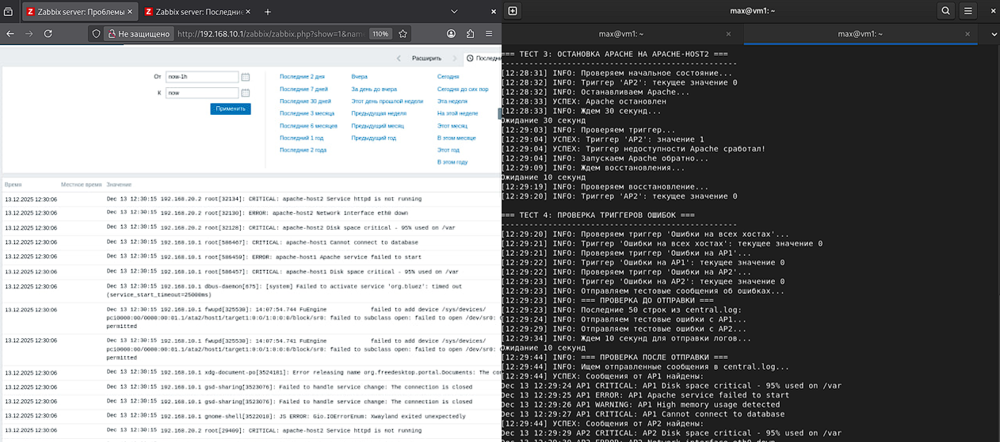 Zabbix server: Проблемы
Zabbix server: Последние
Не защищено
http://192.168.10.1/zabbix/zabbix.php?show=1&name
110%
Расширить
Последни
От
now-1h
К
now
Применить
Последние 2 дня
Вчера
Сегодня
Последние 7 дней
За день до вчера
Сегодня до сих пор
Последние 30 дней
Этот день прошлой недели
Эта неделя
Последние 3 месяца
Предыдущая неделя
На этой неделе
Последние 6 месяцев
Предыдущий месяц
Этот месяц
Последний 1 год
Предыдущий год
В этом месяце
Последние 2 года
Этот год
В этом году
Время
Местное время
Значение
13.12.2025 12:30:06 Dec 13 12:30:15 192.168.20.2 root[32134]: CRITICAL: apache-host2 Service httpd is not running
13.12.2025 12:30:06 Dec 13 12:30:15 192.168.20.2 root[32130]: ERROR: apache-host2 Network interface eth0 down
13.12.2025 12:30:06 Dec 13 12:30:15 192.168.20.2 root[32128]: CRITICAL: apache-host2 Disk space critical - 95% used on /var
13.12.2025 12:30:06 Dec 13 12:30:15 192.168.10.1 root[586467]: CRITICAL: apache-host1 Cannot connect to database
13.12.2025 12:30:06 Dec 13 12:30:15 192.168.10.1 root[586459]: ERROR: apache-host1 Apache service failed to start
13.12.2025 12:30:06 Dec 13 12:30:15 192.168.10.1 root[586457]: CRITICAL: apache-host1 Disk space critical - 95% used on /var
13.12.2025 12:30:06 Dec 13 12:30:15 192.168.10.1 dbus-daemon[675]: [system] Failed to activate service 'org.bluez': timed out
(service_start_timeout=25000ms)
13.12.2025 12:30:06 Dec 13 12:30:15 192.168.10.1 fwupd[325530]: 14:07:54.744 FuEngine failed to add device /sys/devices/
pci0000:00/0000:00:01.1/ata2/host1/target1:0:0/1:0:0:0/block/sr0: failed to subclass open: failed to open /dev/sr0:
permitted
13.12.2025 12:30:06 Dec 13 12:30:15 192.168.10.1 fwupd[325530]: 14:07:54.741 FuEngine failed to add device /sys/devices/
pci0000:00/0000:00:01.1/ata2/host1/target1:0:0/1:0:0:0/block/sr0: failed to subclass open: failed to open /dev/sr0:
permitted
13.12.2025 12:30:06 Dec 13 12:30:15 192.168.10.1 xdg-document-po[3524181]: Error releasing name org.freedesktop.portal.Documents: The con
13.12.2025 12:30:06 Dec 13 12:30:15 192.168.10.1 gsd-sharing[3523076]: Failed to handle service change: The connection is closed
13.12.2025 12:30:06 Dec 13 12:30:15 192.168.10.1 gsd-sharing[3523076]: Failed to handle service change: The connection is closed
13.12.2025 12:30:06 Dec 13 12:30:15 192.168.10.1 gnome-shell[3522018]: JS ERROR: Gio.IOErrorEnum: Xwayland exited unexpectedly
13.12.2025 12:30:06 Dec 13 12:30:15 192.168.20.2 root[29409]: CRITICAL: apache-host2 Service httpd is not running
max@vm1: ~
max@vm1: ~
max@vm1: ~
=== ТЕСТ 3: ОСТАНОВКА APACHE НА APACHE-HOST2 ===
------------------------------------------------
[12:28:31] INFO: Проверяем начальное состояние...
[12:28:32] INFO: Триггер 'AP2': текущее значение 0
[12:28:32] INFO: Останавливаем Apache...
[12:28:33] УСПЕХ: Apache остановлен
[12:28:33] INFO: Ждем 30 секунд...
Ожидание 30 секунд
[12:29:03] INFO: Проверяем триггер...
[12:29:04] УСПЕХ: Триггер 'AP2': значение 1
[12:29:04] УСПЕХ: Триггер недоступности Apache сработал!
[12:29:04] INFO: Запускаем Apache обратно...
[12:29:09] INFO: Ждем восстановления...
Ожидание 10 секунд
[12:29:19] INFO: Проверяем восстановление...
[12:29:20] INFO: Триггер 'AP2': текущее значение 0
=== ТЕСТ 4: ПРОВЕРКА ТРИГГЕРОВ ОШИБОК ===
------------------------------------------------
[12:29:20] INFO: Проверяем триггер 'Ошибки на всех хостах'...
[12:29:21] INFO: Триггер 'Ошибки на всех хостах': текущее значение 0
[12:29:21] INFO: Проверяем триггер 'Ошибки на AP1'...
[12:29:22] INFO: Триггер 'Ошибки на AP1': текущее значение 0
[12:29:22] INFO: Проверяем триггер 'Ошибки на AP2'...
[12:29:23] INFO: Триггер 'Ошибки на AP2': текущее значение 0
[12:29:23] INFO: Отправляем тестовые сообщения об ошибках...
[12:29:23] INFO: === ПРОВЕРКА ДО ОТПРАВКИ ===
[12:29:23] INFO: Последние 50 строк из central.log:
[12:29:24] INFO: Отправляем тестовые ошибки с AP1...
[12:29:29] INFO: Отправляем тестовые ошибки с AP2...
[12:29:34] INFO: Ждем 10 секунд для отправки логов...
Ожидание 10 секунд
[12:29:44] INFO: === ПРОВЕРКА ПОСЛЕ ОТПРАВКИ ===
[12:29:44] INFO: Ищем отправленные сообщения в central.log...
[12:29:44] УСПЕХ: Сообщения от AP1 найдены:
Dec 13 12:29:24 AP1 CRITICAL: AP1 Disk space critical - 95% used on /var
Dec 13 12:29:25 AP1 ERROR: AP1 Apache service failed to start
Dec 13 12:29:26 AP1 WARNING: AP1 High memory usage detected
Dec 13 12:29:27 AP1 CRITICAL: AP1 Cannot connect to database
[12:29:44] УСПЕХ: Сообщения от AP2 найдены:
Dec 13 12:29:29 AP2 CRITICAL: AP2 Disk space critical - 95% used on /var